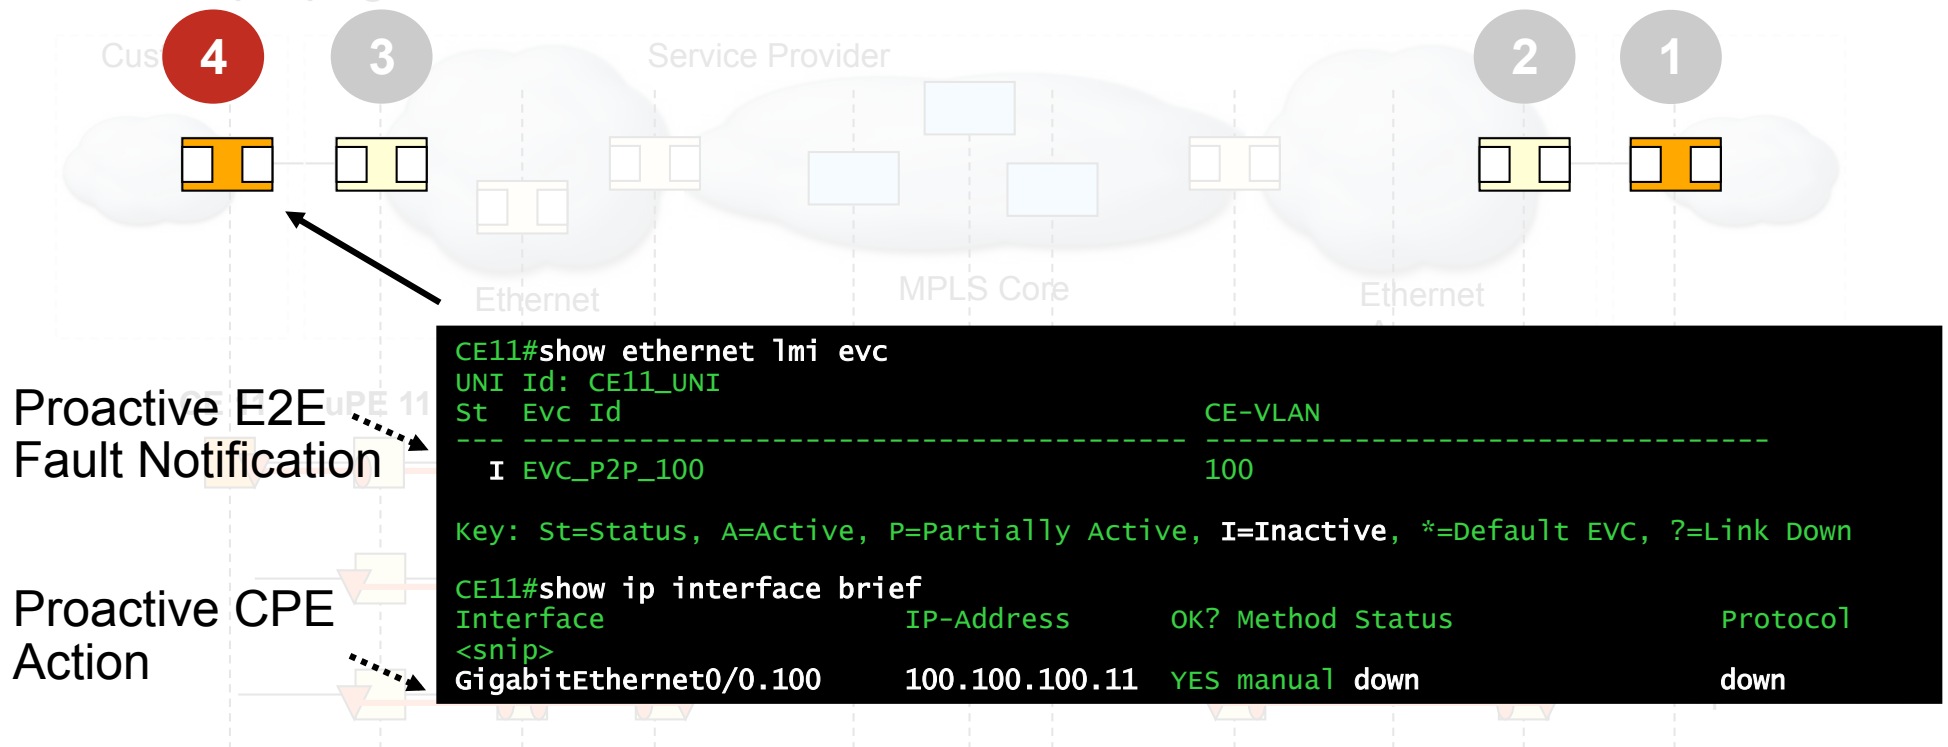 4
3
2
1
Service Provider
Ethernet
MPLS Core
Ethernet
CE11#show ethernet lmi evc
UNI Id: CE11_UNI
St Evc Id CE-VLAN
--- ---------------------------------------- ----------------------------------
I EVC_P2P_100 100
Key: St=Status, A=Active, P=Partially Active, I=Inactive, *=Default EVC, ?=Link Down
CE11#show ip interface brief
Interface IP-Address OK? Method Status Protocol
<snip>
GigabitEthernet0/0.100 100.100.100.11 YES manual down down
Proactive E2E
Fault Notification
uPE 11
Proactive CPE
Action